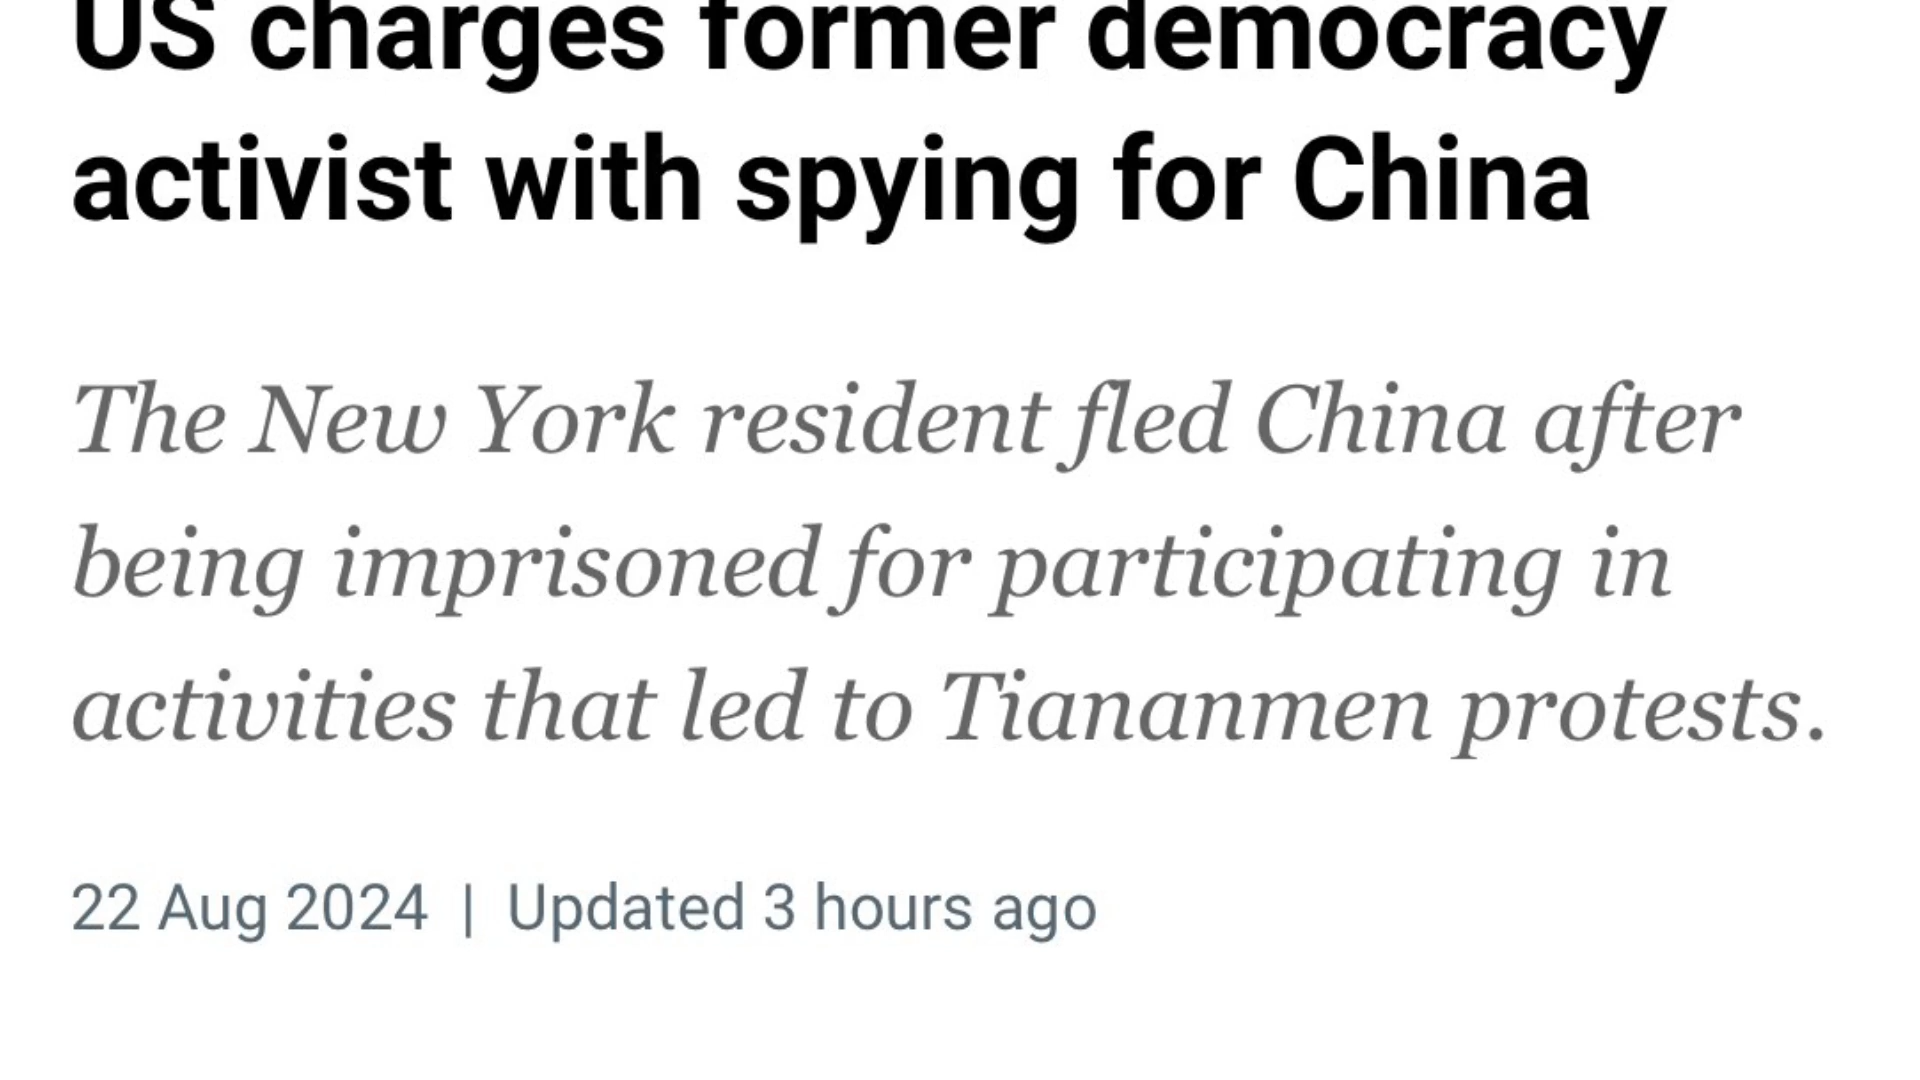 US charges former democracy
activist with spying for China
The New York resident fled China after
being imprisoned for participating in
activities that led to Tiananmen protests.
22 Aug 2024 | Updated 3 hours ago